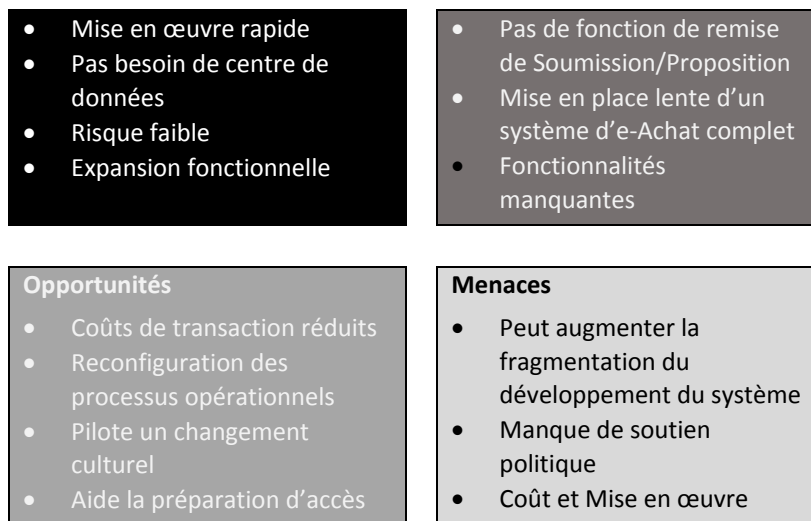 • Mise en œuvre rapide
• Pas besoin de centre de
données
• Risque faible
• Expansion fonctionnelle
• Pas de fonction de remise
de Soumission/Proposition
• Mise en place lente d’un
système d’e-Achat complet
• Fonctionnalités
manquantes
Opportunités
• Coûts de transaction réduits
• Reconfiguration des
processus opérationnels
• Pilote un changement
culturel
• Aide la préparation d’accès
Menaces
• Peut augmenter la
fragmentation du
développement du système
• Manque de soutien
politique
• Coût et Mise en œuvre